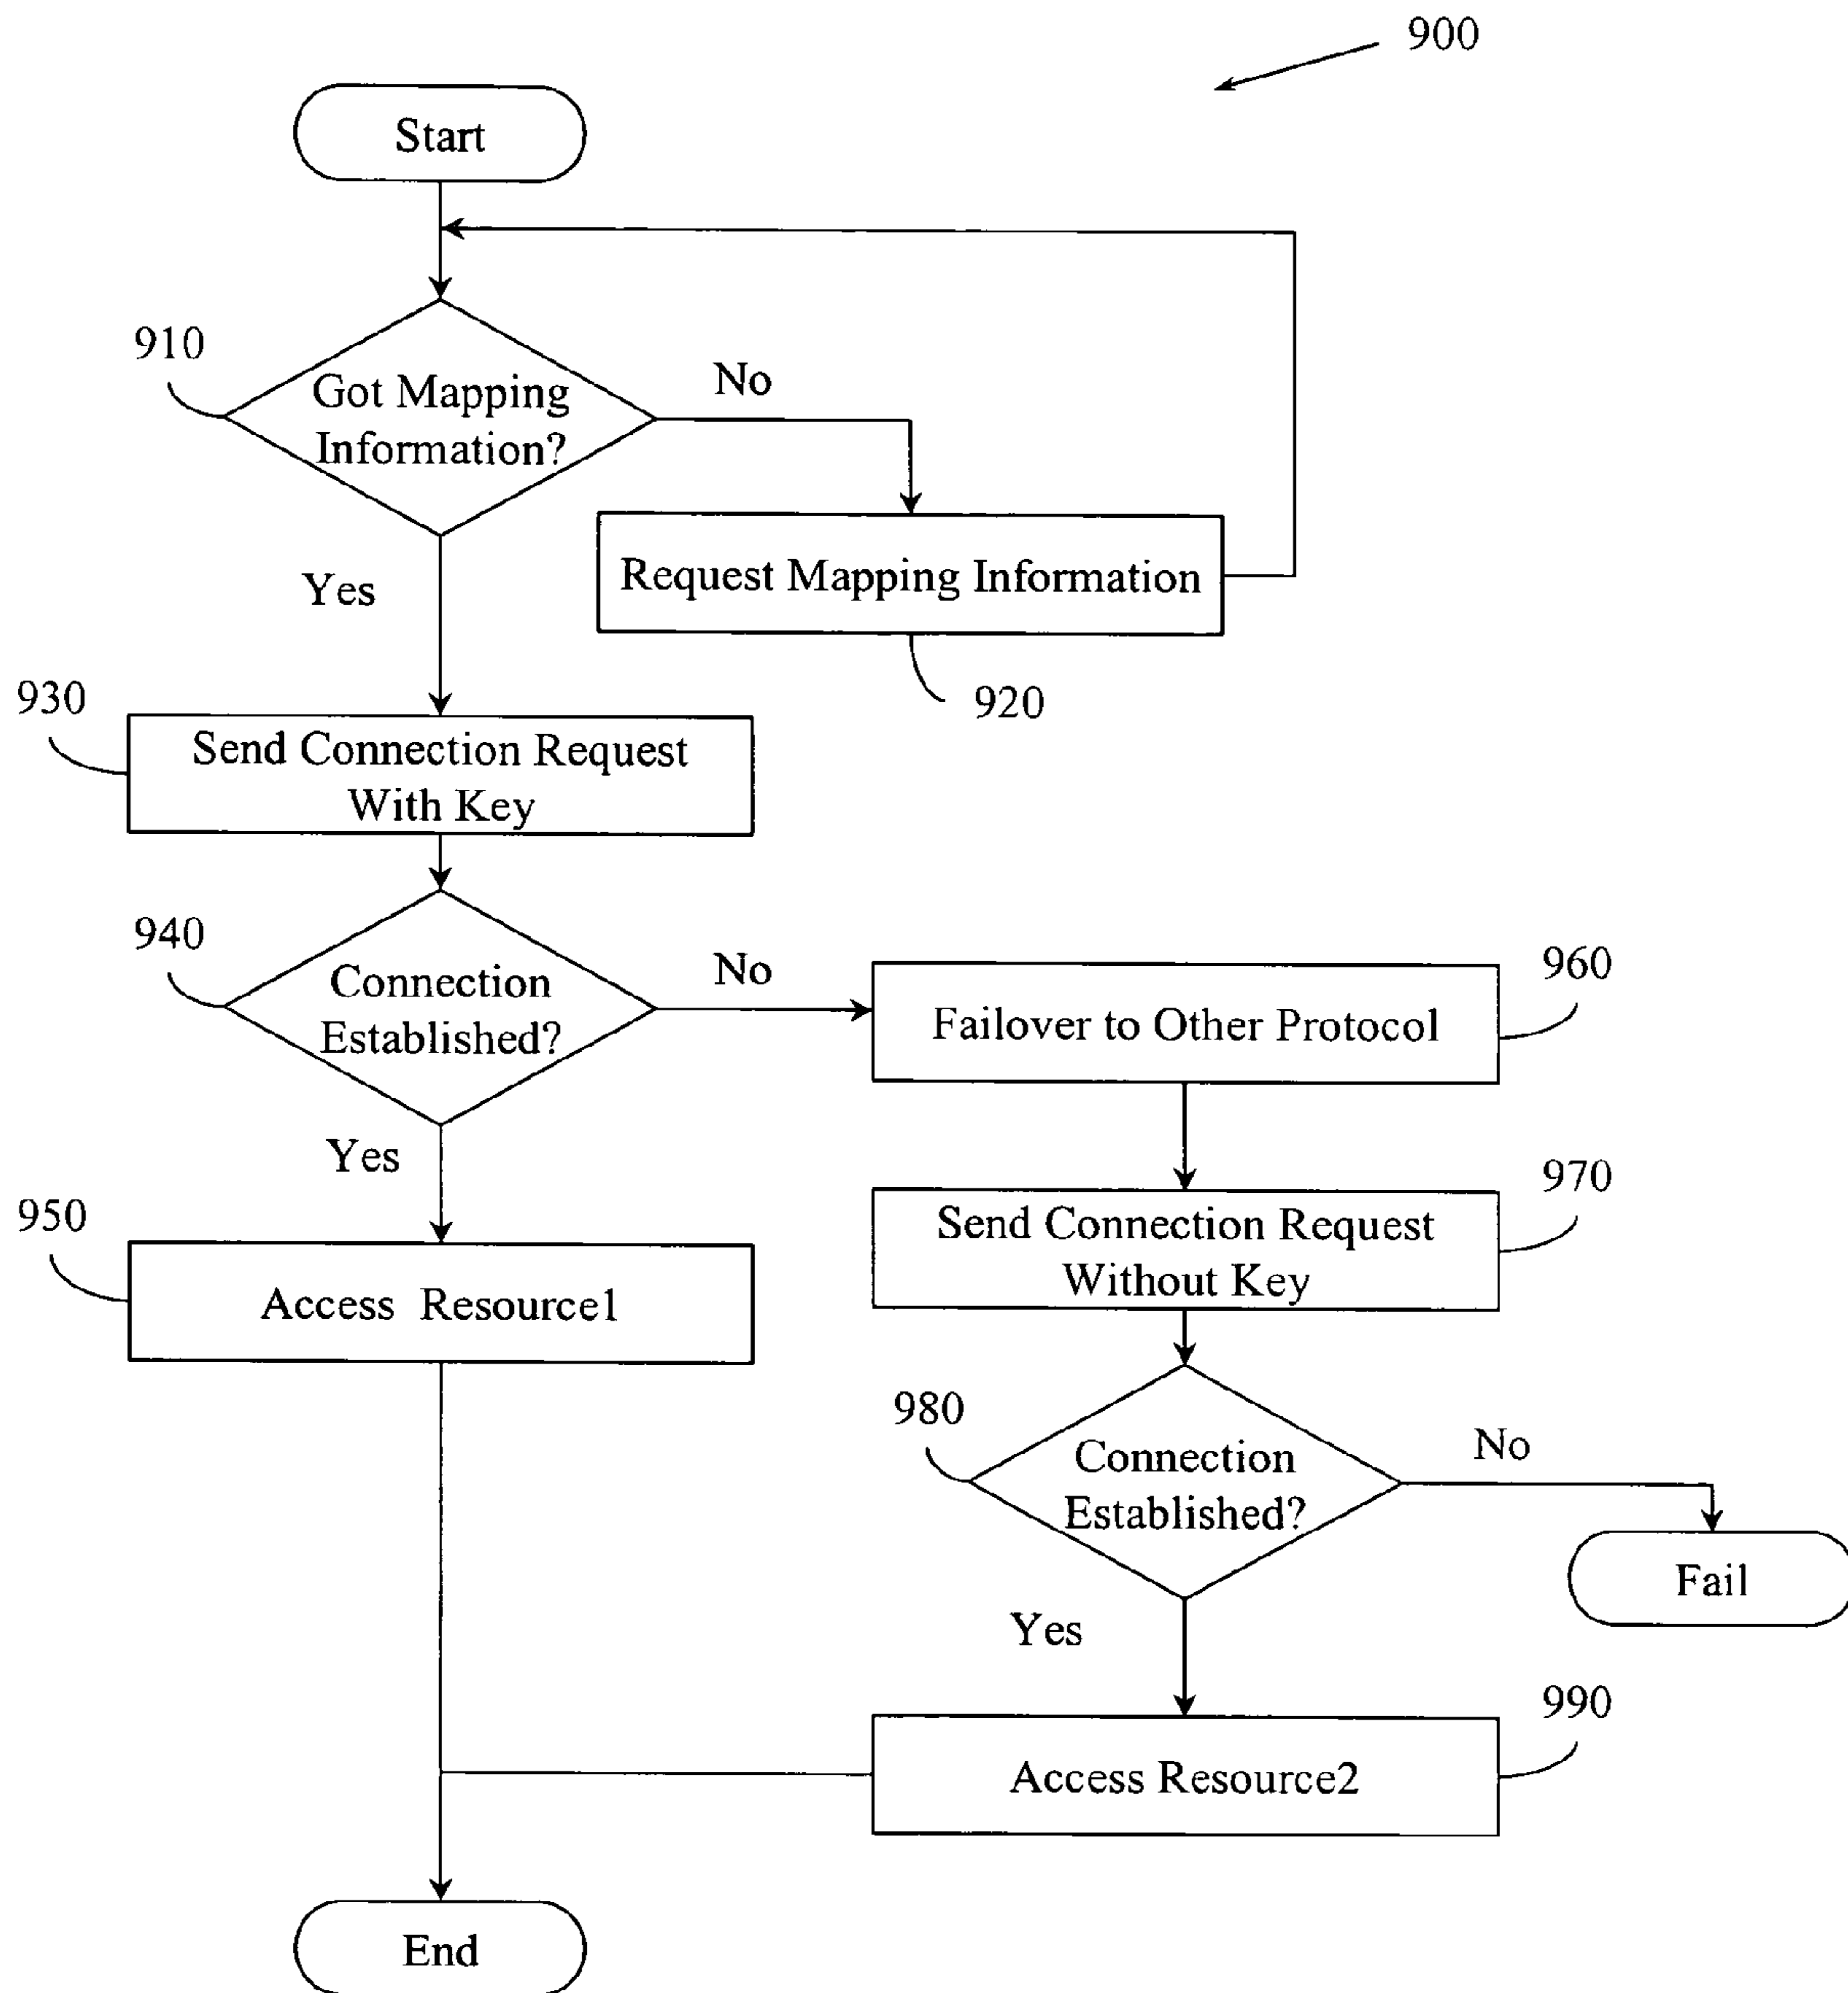 900
Start
910
Got Mapping
Information?
No
Request Mapping Information
920
Yes
930
Send Connection Request
With Key
940
Connection
Established?
No
960
Failover to Other Protocol
Yes
970
Send Connection Request
Without Key
950
Access Resource1
980
Connection
Established?
No
Fail
Yes
990
Access Resource2
End